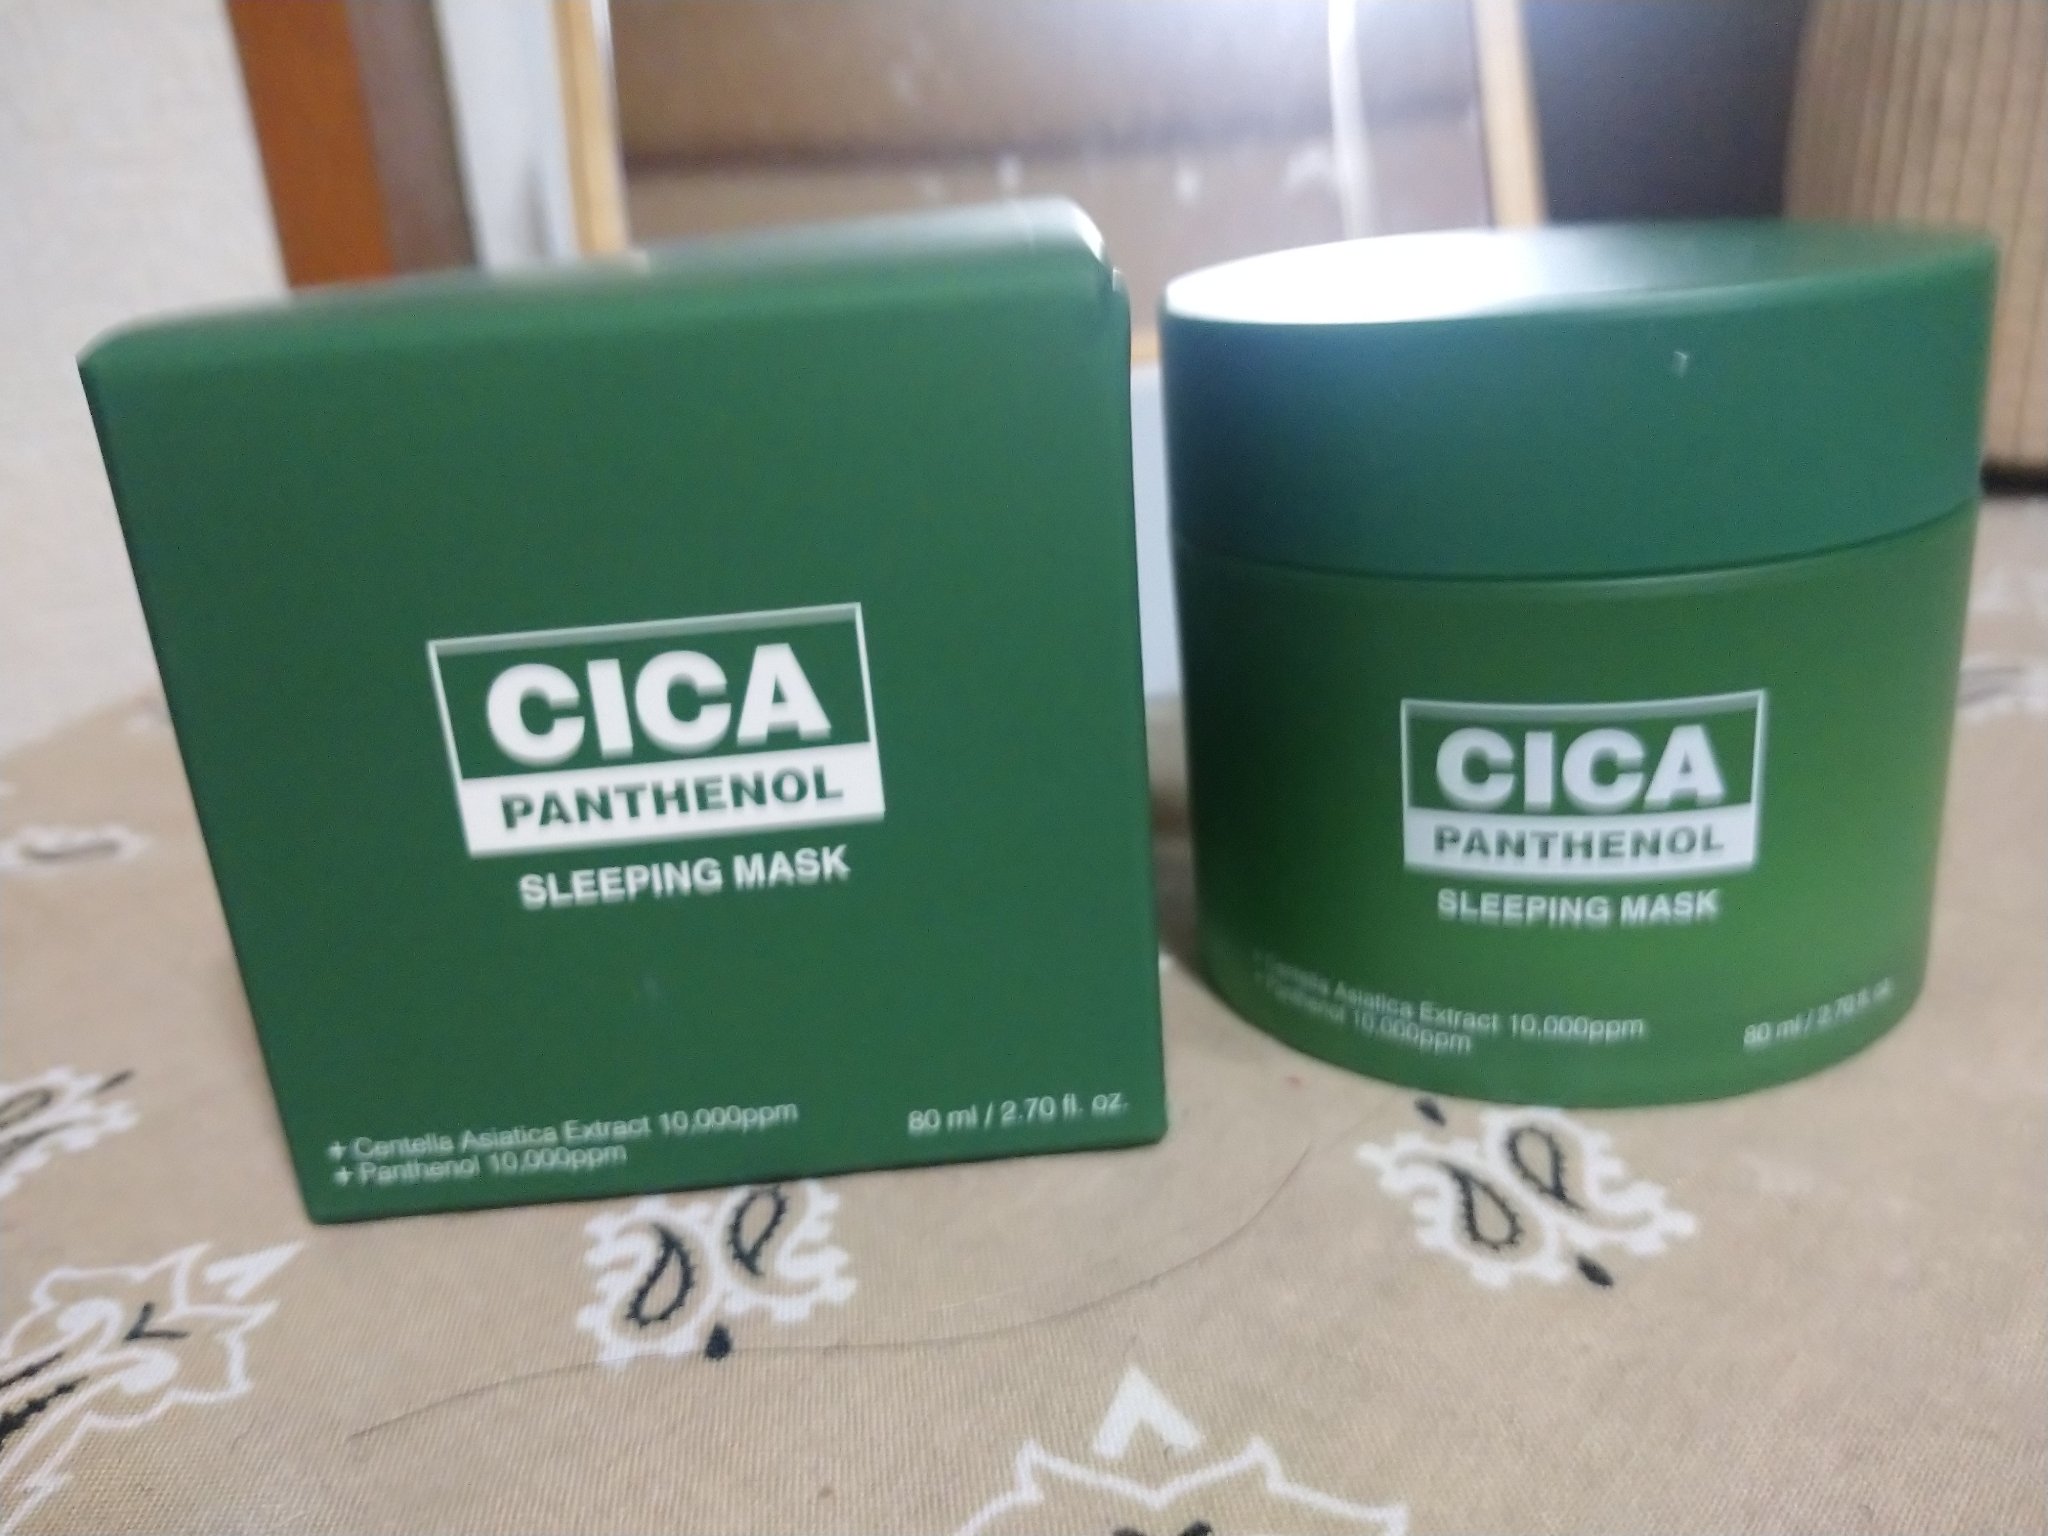 CICA
PANTHENOL
SLEEPING MASK
+ Centella Asiatica Extract 10,000ppm
+ Panthenol 10,000ppm
80 ml / 2.70 fl. oz.
CICA
PANTHENOL
SLEEPING MASK
+ Centella Asiatica Extract 10,000ppm
+ Panthenol 10,000ppm
80 ml / 2.70 fl. oz.